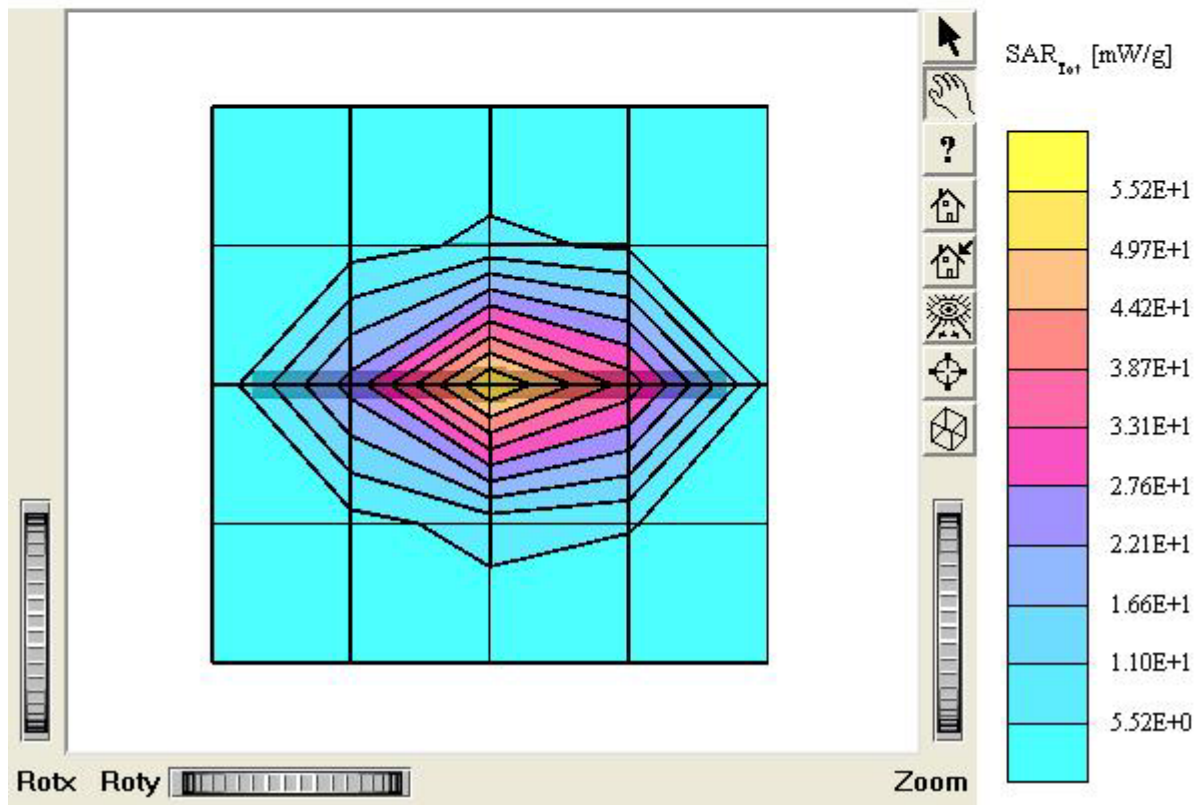 SAR_Tot [mW/g]
?
5.52E+1
4.97E+1
4.42E+1
3.87E+1
3.31E+1
2.76E+1
2.21E+1
1.66E+1
1.10E+1
5.52E+0
Rotx Roty Zoom